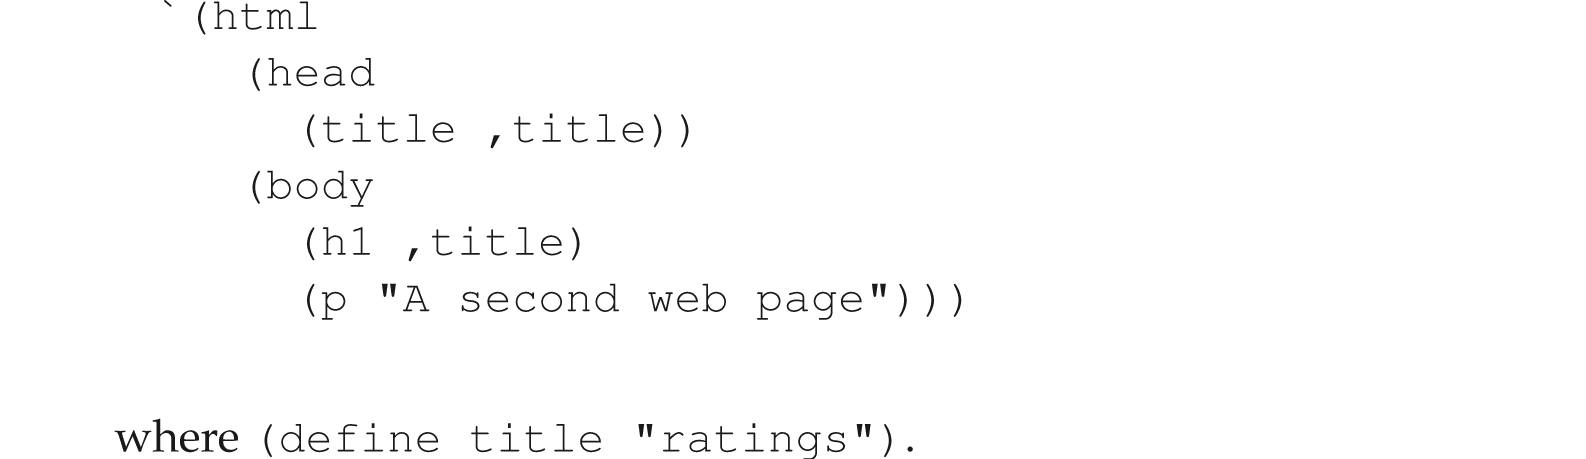 `(html
(head
(title ,title))
(body
(h1 ,title)
(p "A second web page")))
where (define title "ratings").